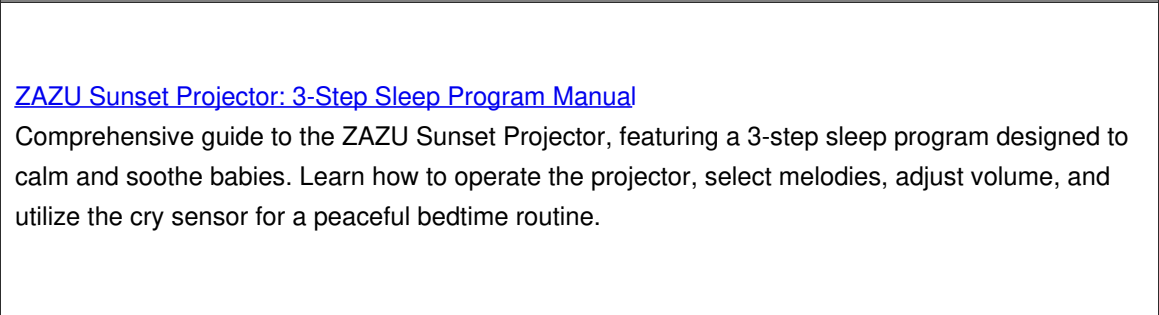 ZAZU Sunset Projector: 3-Step Sleep Program Manual
Comprehensive guide to the ZAZU Sunset Projector, featuring a 3-step sleep program designed to
calm and soothe babies. Learn how to operate the projector, select melodies, adjust volume, and
utilize the cry sensor for a peaceful bedtime routine.